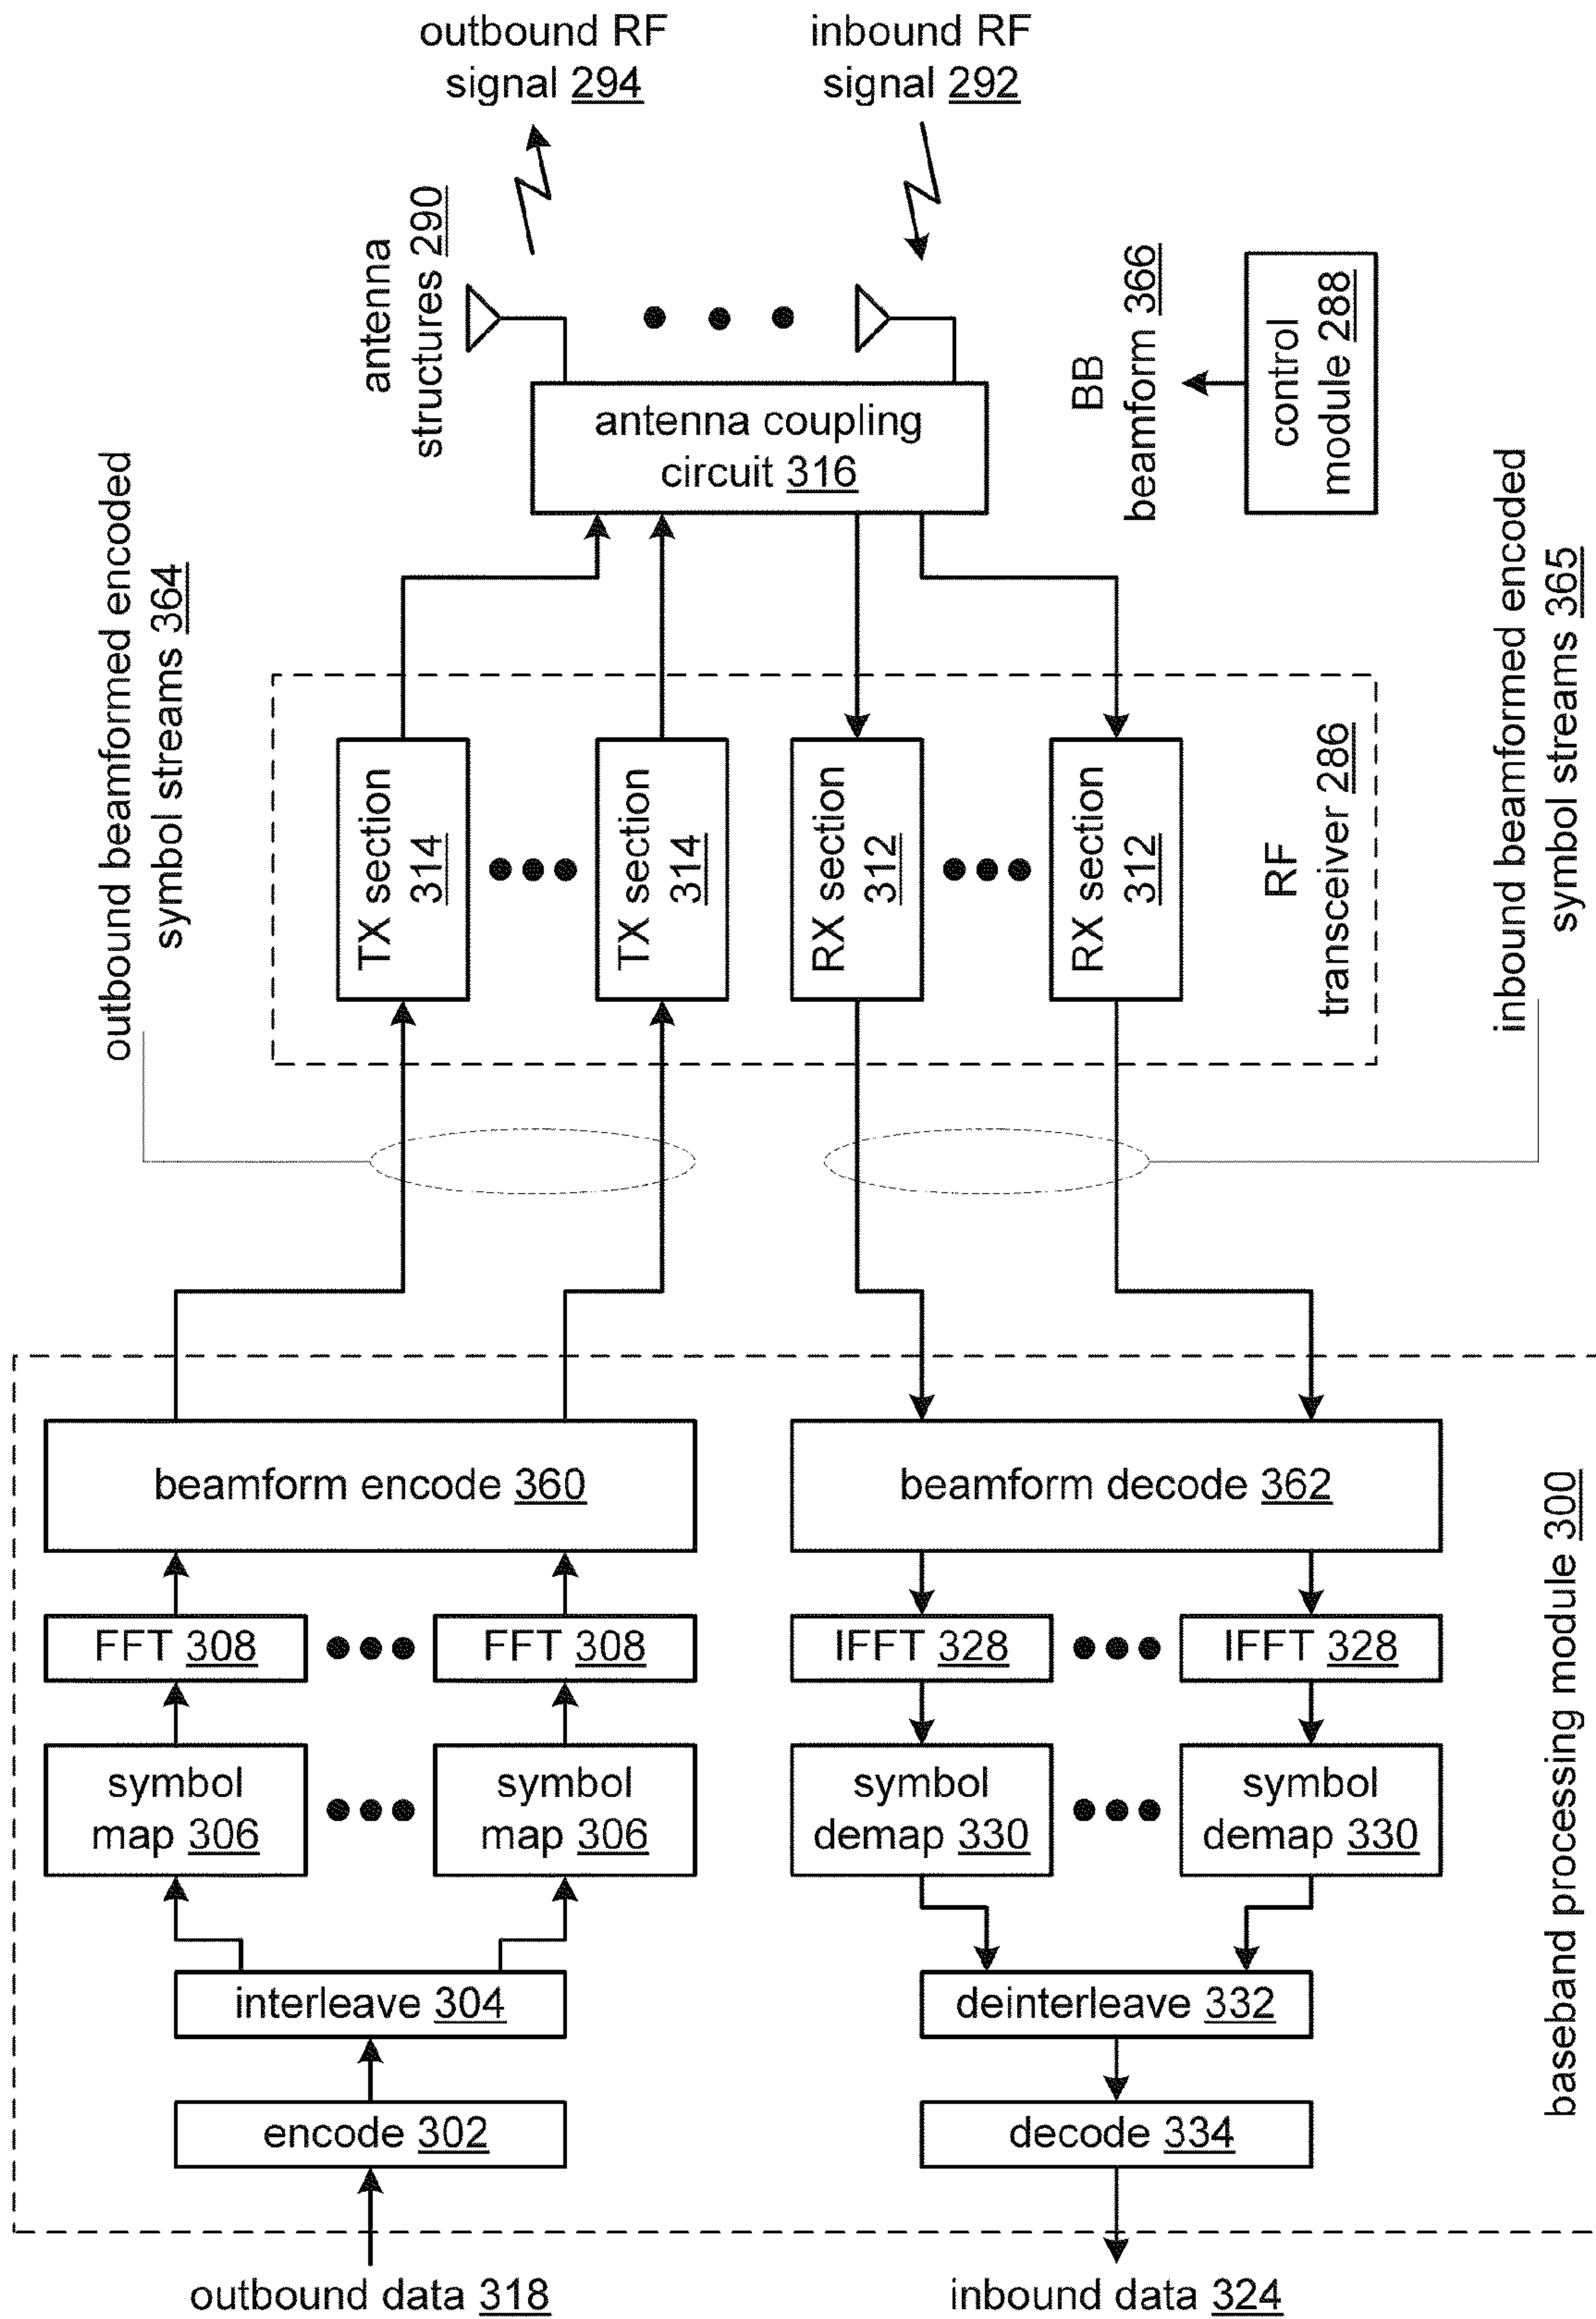 outbound RF
signal 294
inbound RF
signal 292
antenna
structures 290
BB
beamform 366
control
module 288
antenna coupling
circuit 316
outbound beamformed encoded
symbol streams 364
inbound beamformed encoded
symbol streams 365
TX section
314
TX section
314
RX section
312
RX section
312
RF
transceiver 286
beamform encode 360
beamform decode 362
FFT 308
FFT 308
IFFT 328
IFFT 328
symbol
map 306
symbol
map 306
symbol
demap 330
symbol
demap 330
interleave 304
deinterleave 332
encode 302
decode 334
baseband processing module 300
outbound data 318
inbound data 324